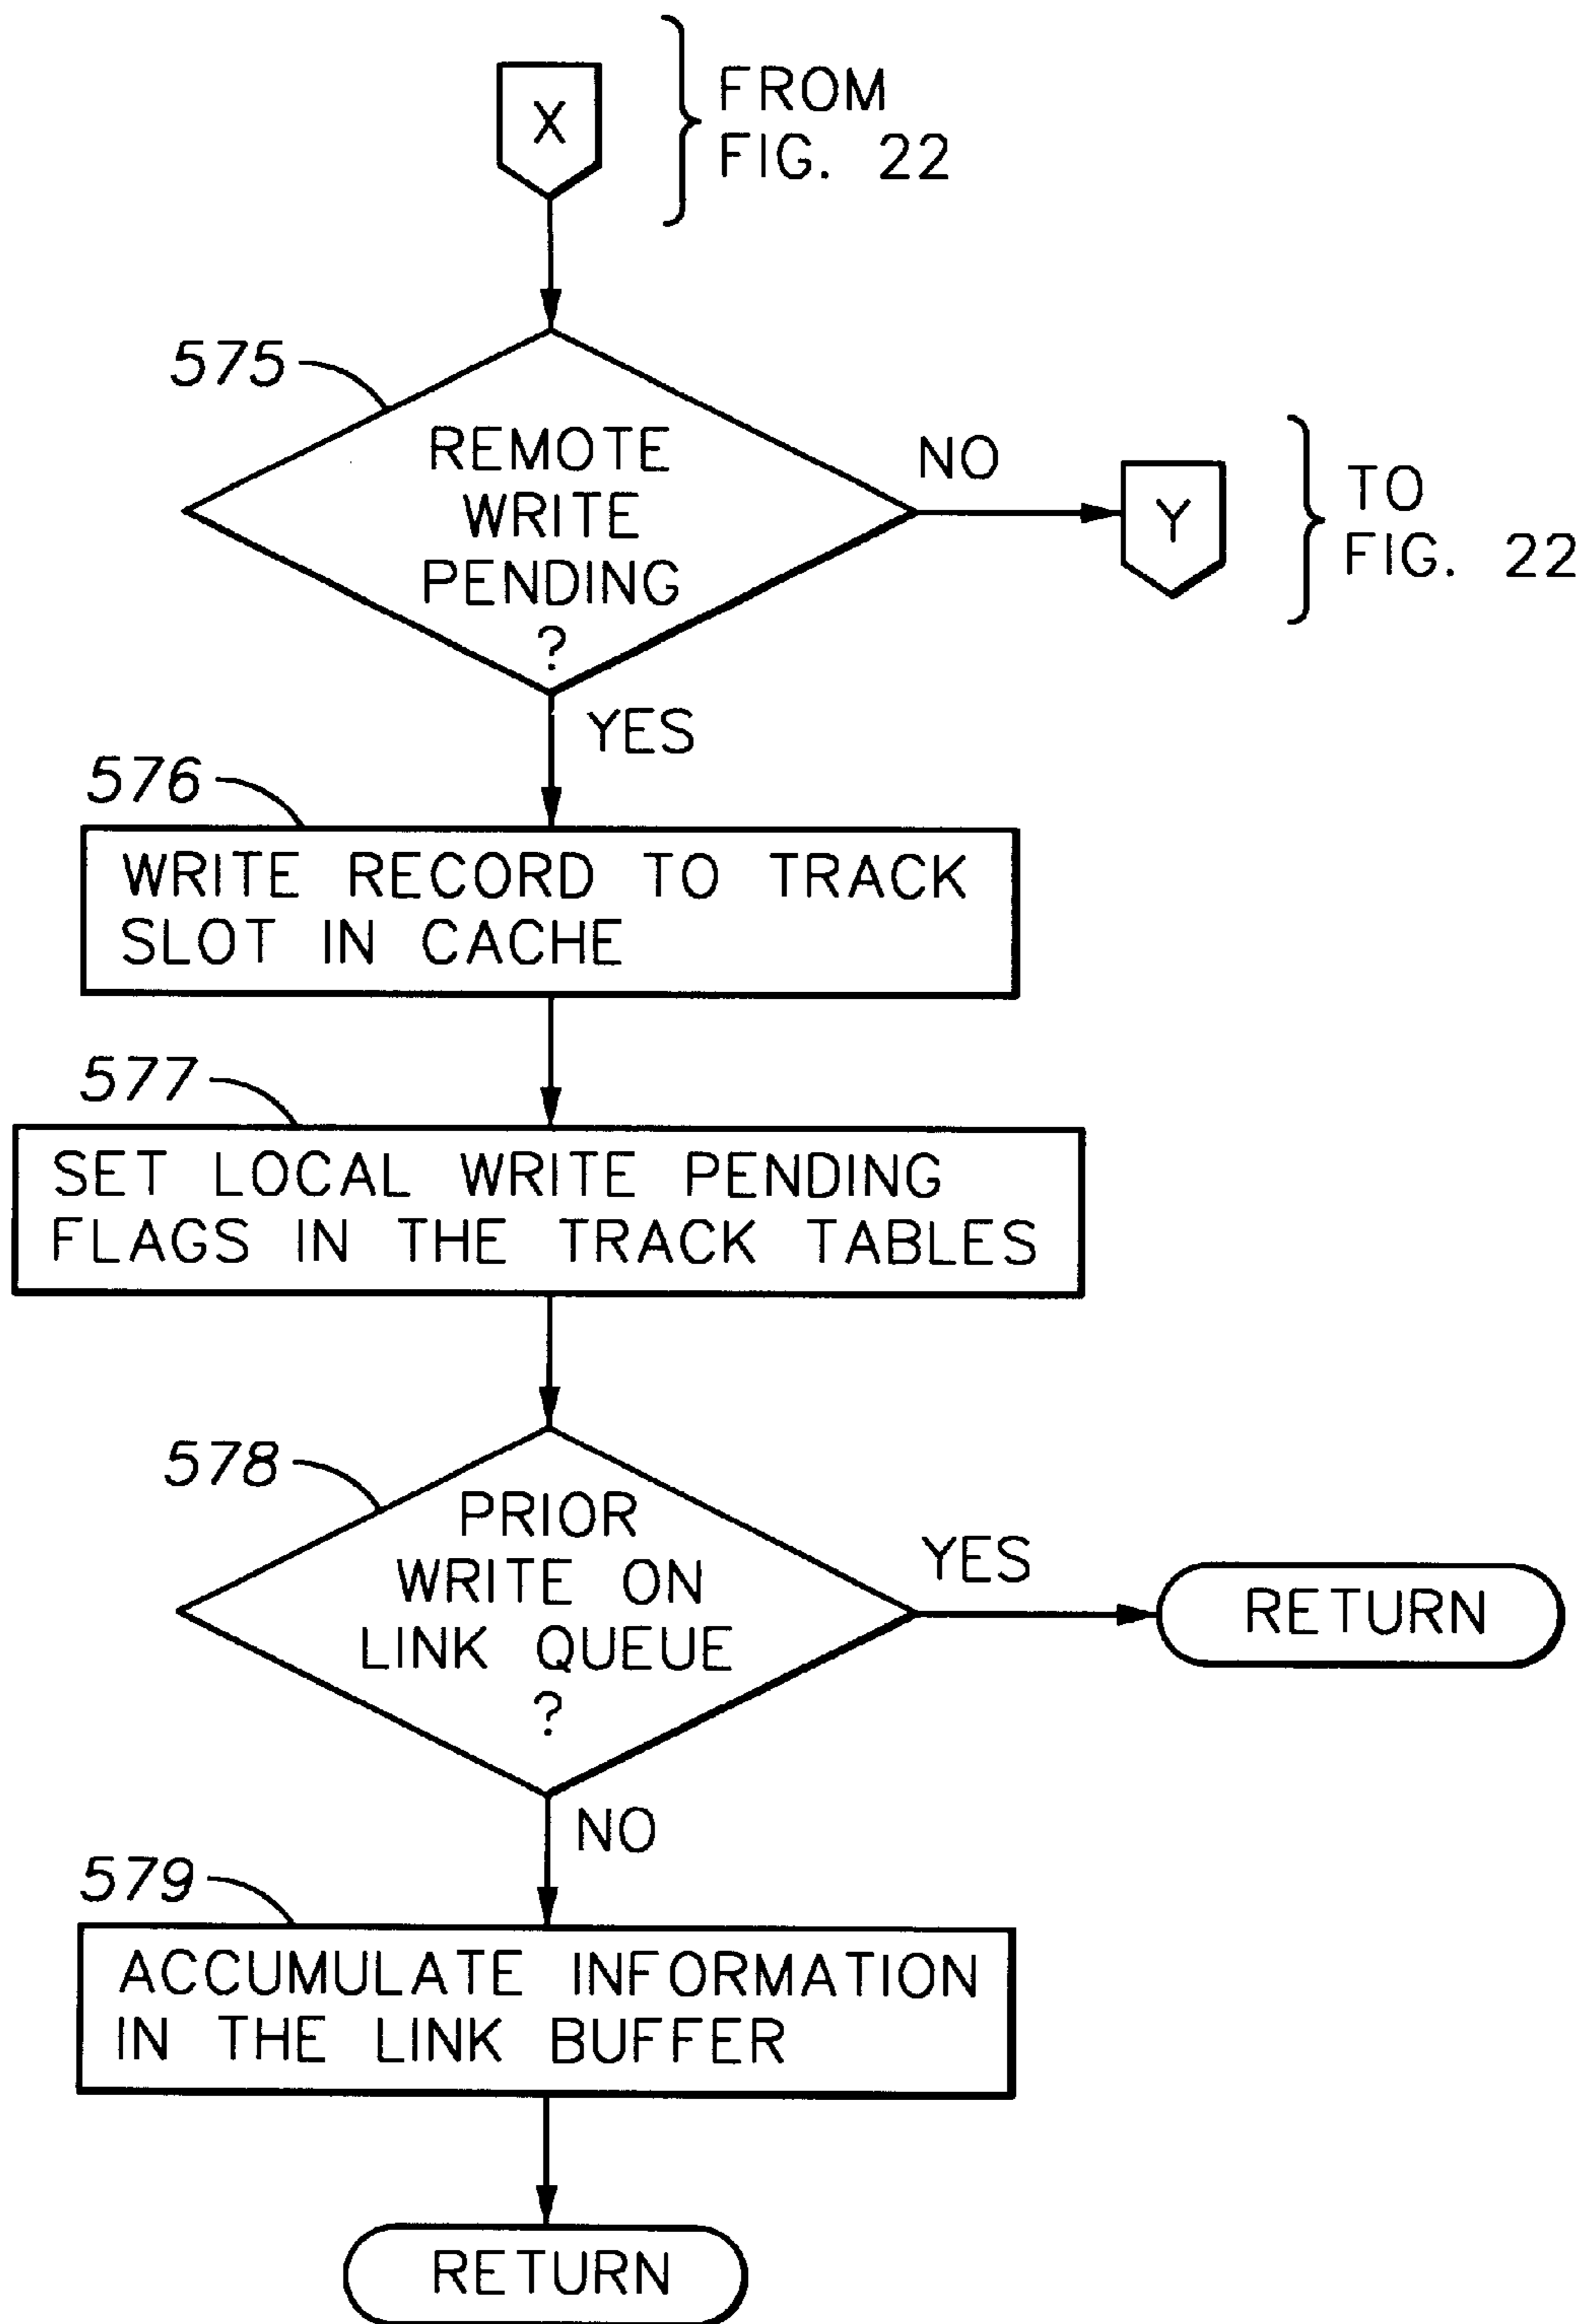 X
FROM
FIG. 22
575
REMOTE
WRITE
PENDING
?
NO
Y
TO
FIG. 22
YES
576
WRITE RECORD TO TRACK
SLOT IN CACHE
577
SET LOCAL WRITE PENDING
FLAGS IN THE TRACK TABLES
578
PRIOR
WRITE ON
LINK QUEUE
?
YES
RETURN
NO
579
ACCUMULATE INFORMATION
IN THE LINK BUFFER
RETURN